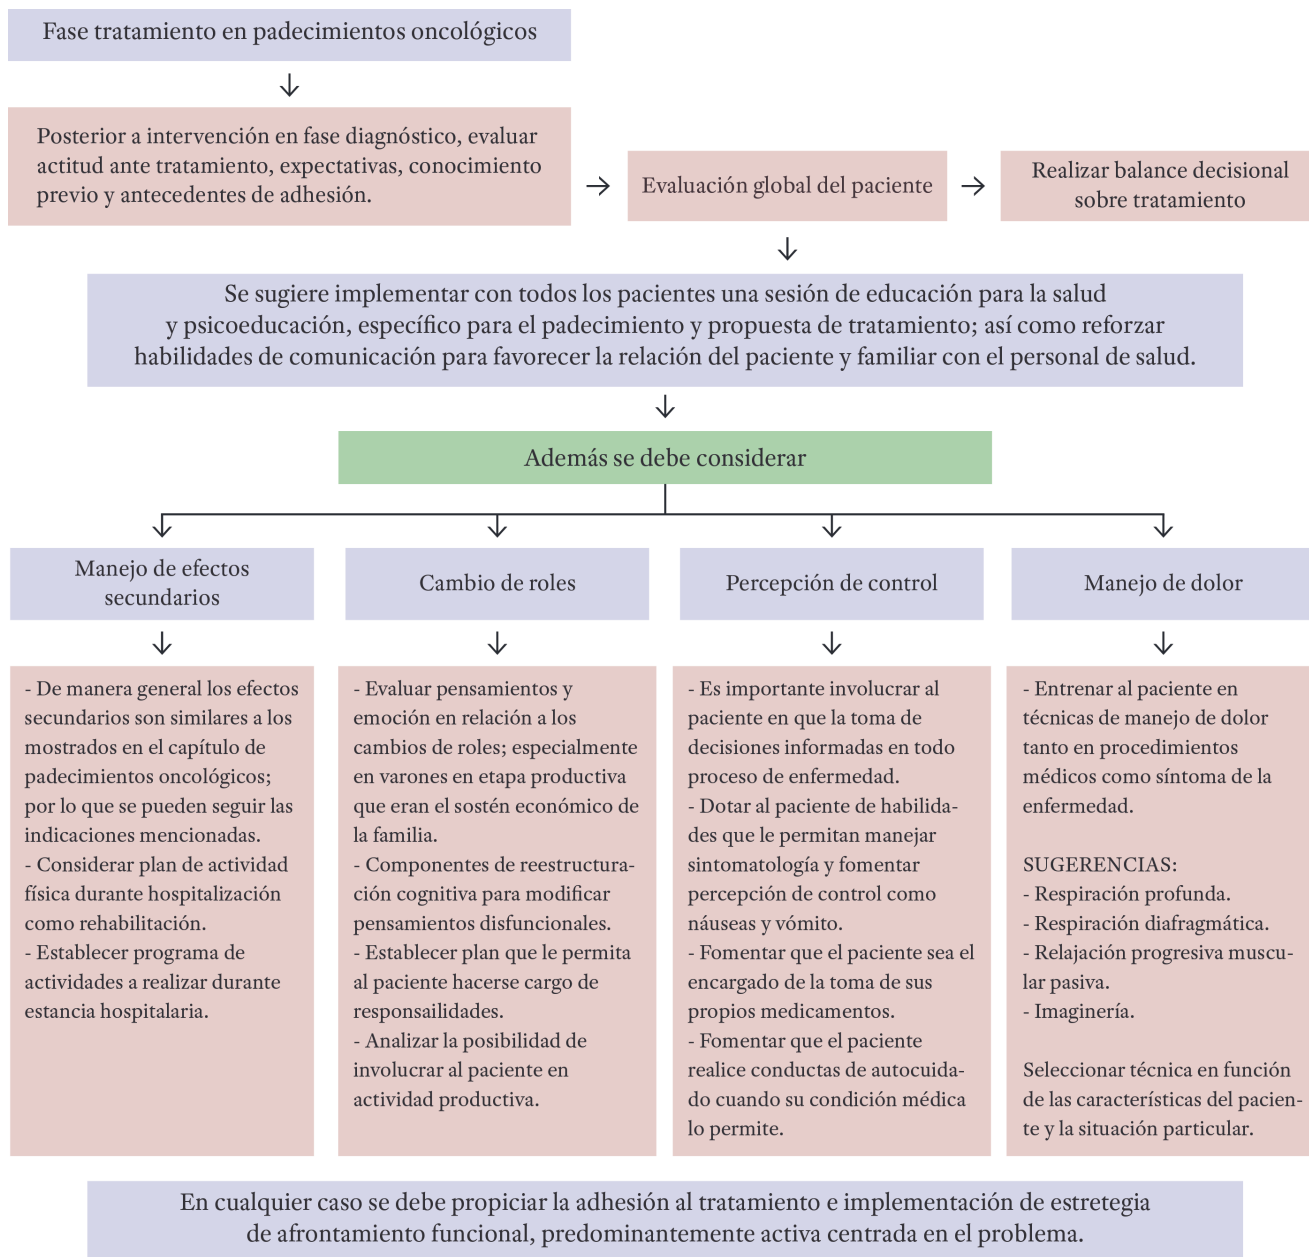 Fase tratamiento en padecimientos oncológicos
Posterior a intervención en fase diagnóstico, evaluar
actitud ante tratamiento, expectativas, conocimiento
previo y antecedentes de adhesión.
Evaluación global del paciente
Realizar balance decisional
sobre tratamiento
Se sugiere implementar con todos los pacientes una sesión de educación para la salud
y psicoeducación, específico para el padecimiento y propuesta de tratamiento; así como reforzar
habilidades de comunicación para favorecer la relación del paciente y familiar con el personal de salud.
Además se debe considerar
Manejo de efectos
secundarios
- De manera general los efectos
secundarios son similares a los
mostrados en el capítulo de
padecimientos oncológicos;
por lo que se pueden seguir las
indicaciones mencionadas.
- Considerar plan de actividad
física durante hospitalización
como rehabilitación.
- Establecer programa de
actividades a realizar durante
estancia hospitalaria.
Cambio de roles
- Evaluar pensamientos y
emoción en relación a los
cambios de roles; especialmente
en varones en etapa productiva
que eran el sostén económico de
la familia.
- Componentes de reestructura-
ción cognitiva para modificar
pensamientos disfuncionales.
- Establecer plan que le permita
al paciente hacerse cargo de
responsailidades.
- Analizar la posibilidad de
involucrar al paciente en
actividad productiva.
Percepción de control
- Es importante involucrar al
paciente en que la toma de
decisiones informadas en todo
proceso de enfermedad.
- Dotar al paciente de habilida-
des que le permitan manejar
sintomatología y fomentar
percepción de control como
náuseas y vómito.
- Fomentar que el paciente sea el
encargado de la toma de sus
propios medicamentos.
- Fomentar que el paciente
realice conductas de autocuida-
do cuando su condición médica
lo permite.
Manejo de dolor
- Entrenar al paciente en
técnicas de manejo de dolor
tanto en procedimientos
médicos como síntoma de la
enfermedad.
SUGERENCIAS:
- Respiración profunda.
- Respiración diafragmática.
- Relajación progresiva muscu-
lar pasiva.
- Imaginería.
Seleccionar técnica en función
de las características del pacien-
te y la situación particular.
En cualquier caso se debe propiciar la adhesión al tratamiento e implementación de estretegia
de afrontamiento funcional, predominantemente activa centrada en el problema.